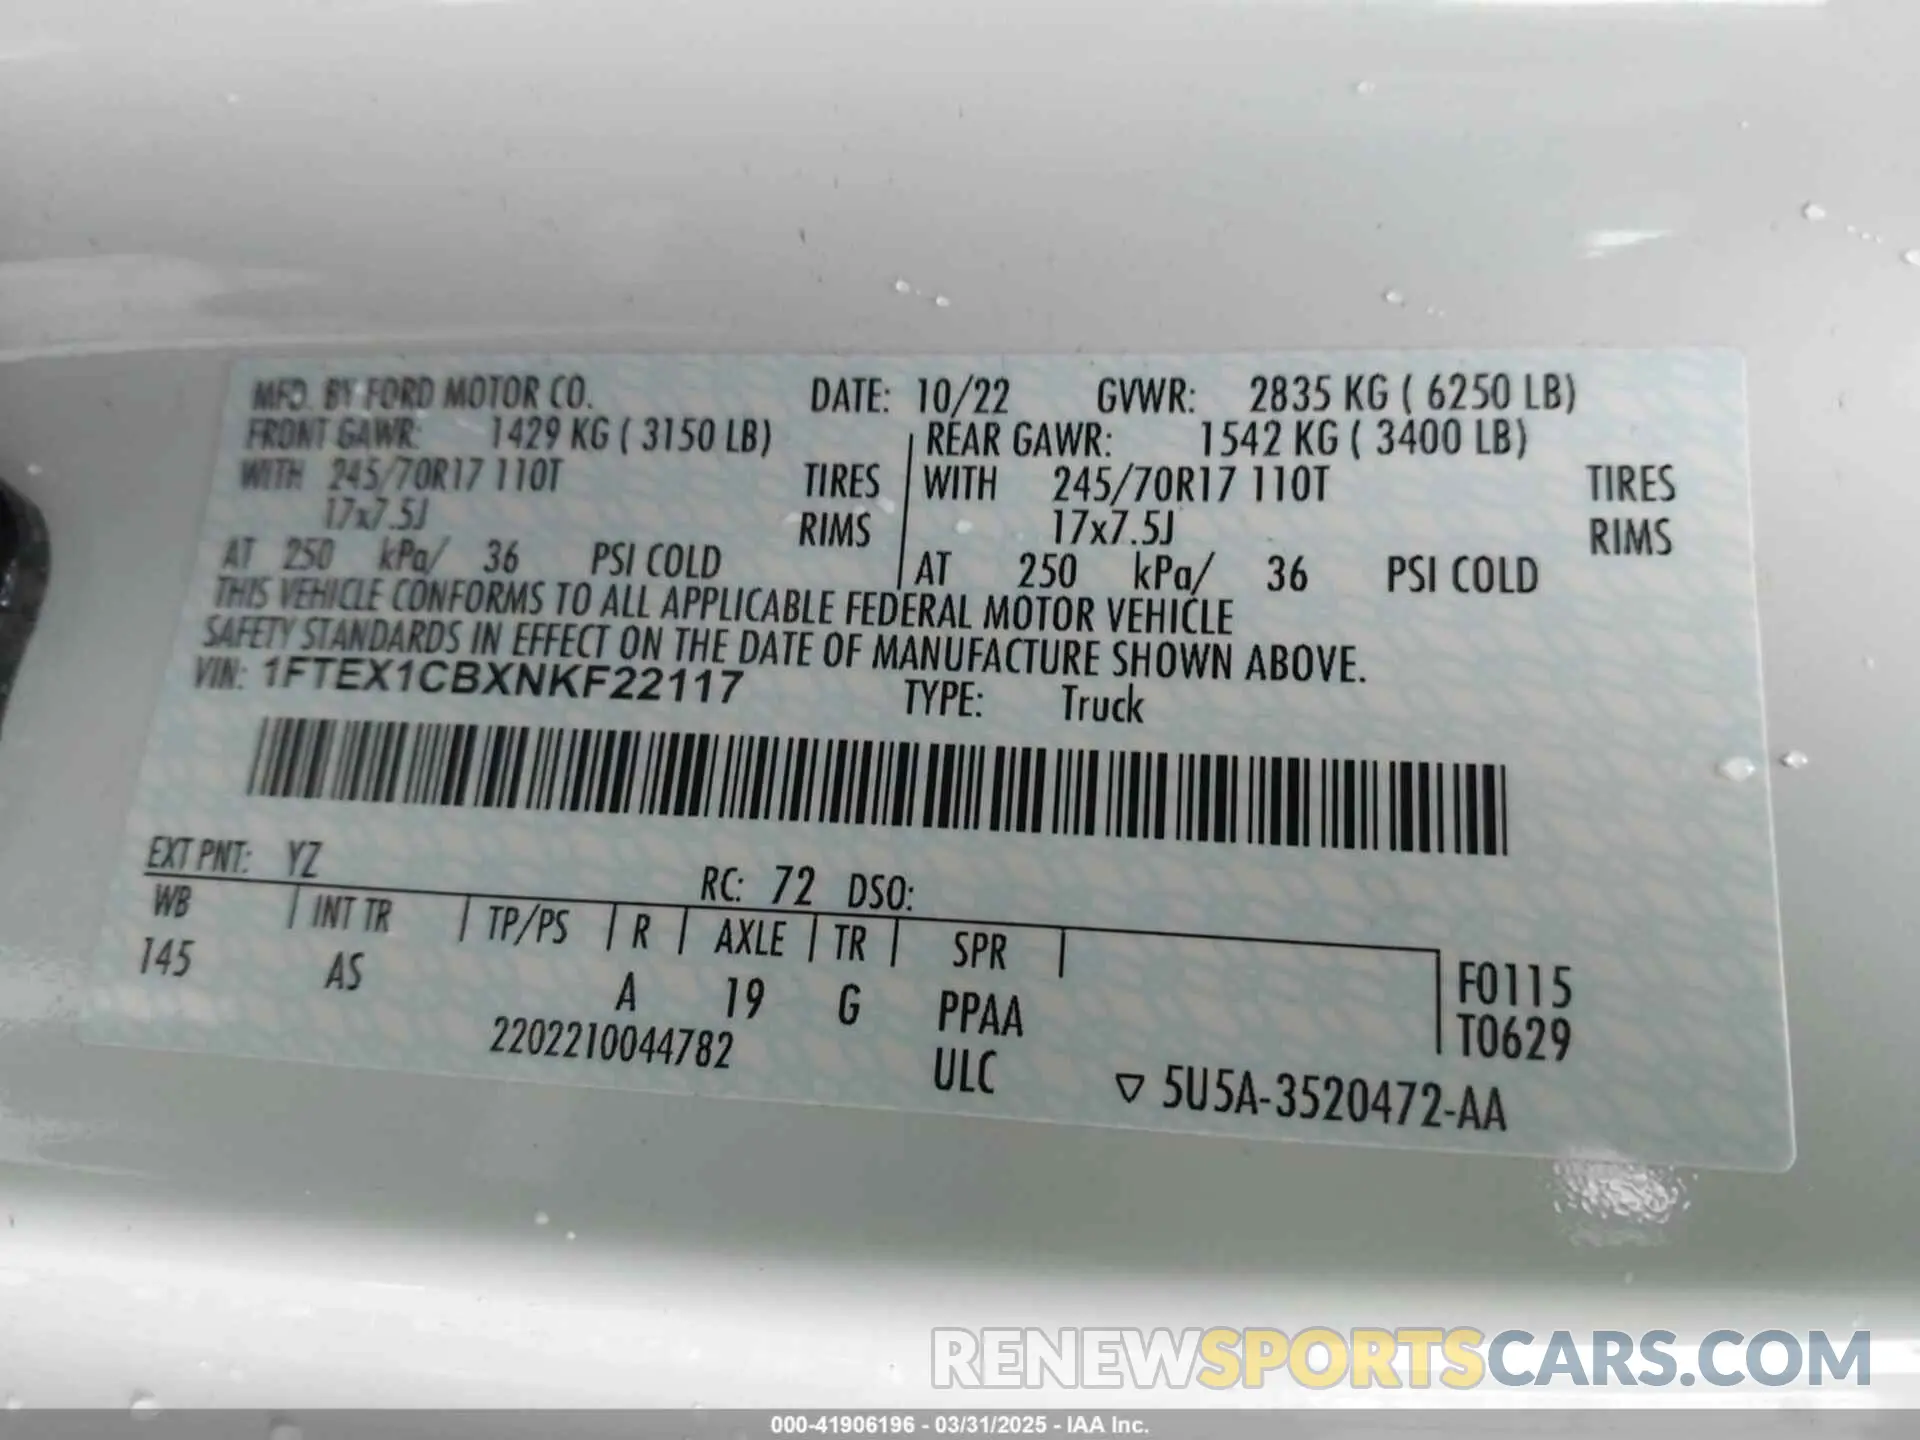 MFD. BY FORD MOTOR CO. DATE: 10/22 GVWR: 2835 KG ( 6250 LB)
FRONT GAWR: 1429 KG ( 3150 LB) REAR GAWR: 1542 KG ( 3400 LB)
WITH 245/70R17 110T TIRES WITH 245/70R17 110T TIRES
17x7.5J RIMS 17x7.5J RIMS
AT 250 kPa/ 36 PSI COLD AT 250 kPa/ 36 PSI COLD
THIS VEHICLE CONFORMS TO ALL APPLICABLE FEDERAL MOTOR VEHICLE
SAFETY STANDARDS IN EFFECT ON THE DATE OF MANUFACTURE SHOWN ABOVE.
VIN: 1FTEX1CBXNKF22117 TYPE: Truck
EXT PNT: YZ RC: 72 DSO:
WB INT TR TP/PS R AXLE TR SPR
145 AS A 19 G PPAA F0115
2202210044782 ULC T0629
▽ 5U5A-3520472-AA
RENEWSPORTSCARS.COM
000-41906196 - 03/31/2025 - IAA Inc.